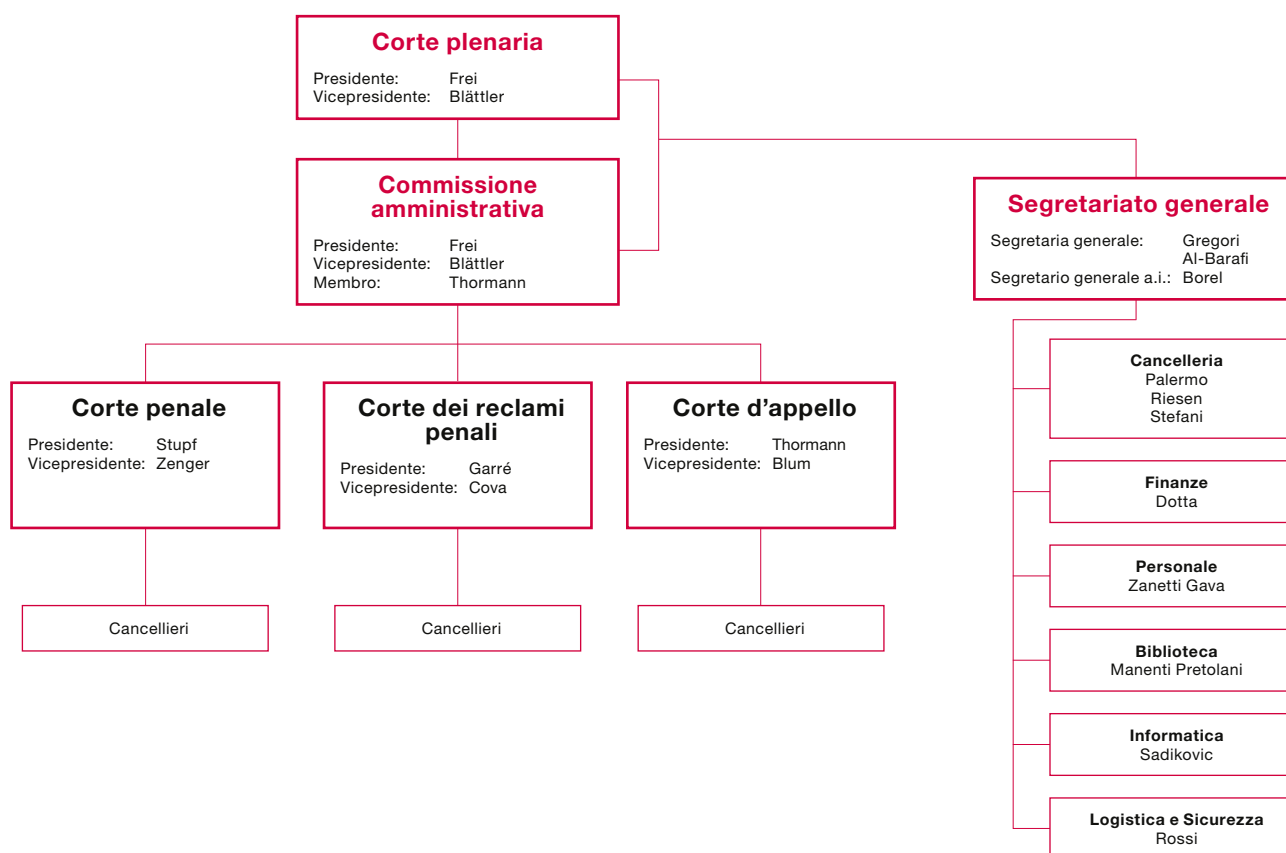 Corte plenaria
Presidente: Frei
Vicepresidente: Blättler
Commissione
amministrativa
Presidente: Frei
Vicepresidente: Blättler
Membro: Thormann
Segretariato generale
Segretaria generale: Gregori
Al-Barafi
Segretario generale a.i.: Borel
Corte penale
Presidente: Stupf
Vicepresidente: Zenger
Corte dei reclami
penali
Presidente: Garré
Vicepresidente: Cova
Corte d'appello
Presidente: Thormann
Vicepresidente: Blum
Cancellieri
Cancellieri
Cancellieri
Cancelleria
Palermo
Riesen
Stefani
Finanze
Dotta
Personale
Zanetti Gava
Biblioteca
Manenti Pretolani
Informatica
Sadikovic
Logistica e Sicurezza
Rossi